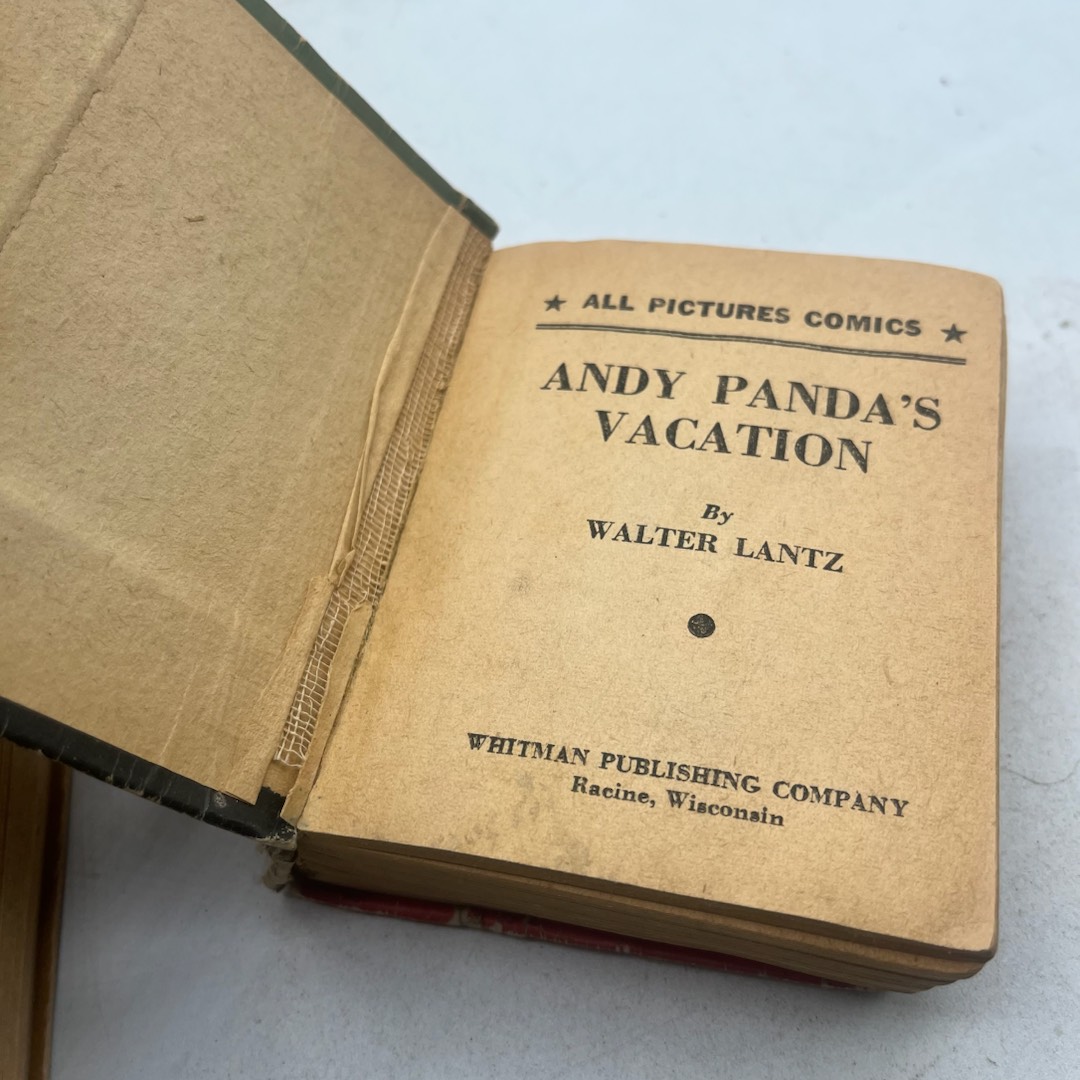 ★ ALL PICTURES COMICS ★
ANDY PANDA'S
VACATION
By
WALTER LANTZ
WHITMAN PUBLISHING COMPANY
Racine, Wisconsin